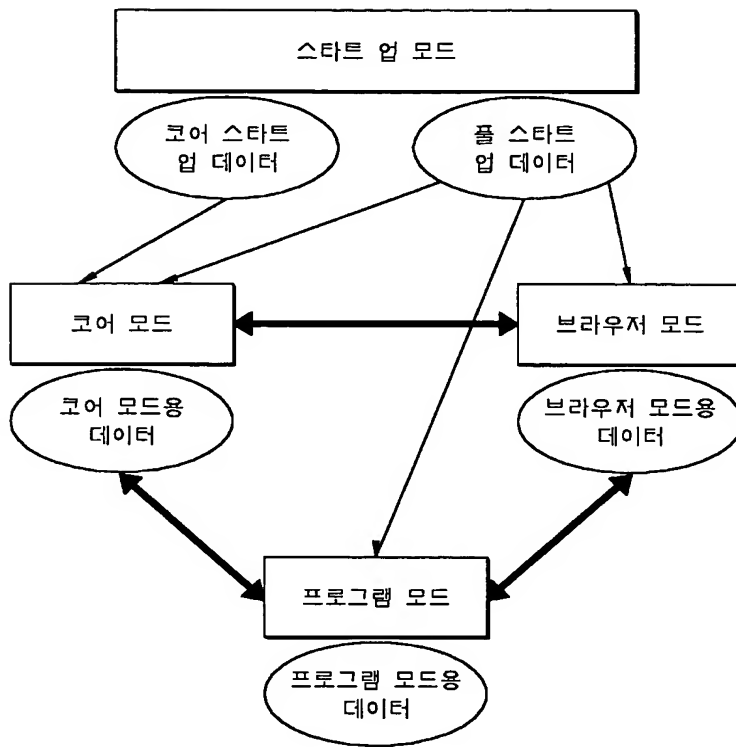 스타트 업 모드
코어 스타트
업 데이터
풀 스타트
업 데이터
코어 모드
브라우저 모드
코어 모드용
데이터
브라우저 모드용
데이터
프로그램 모드
프로그램 모드용
데이터